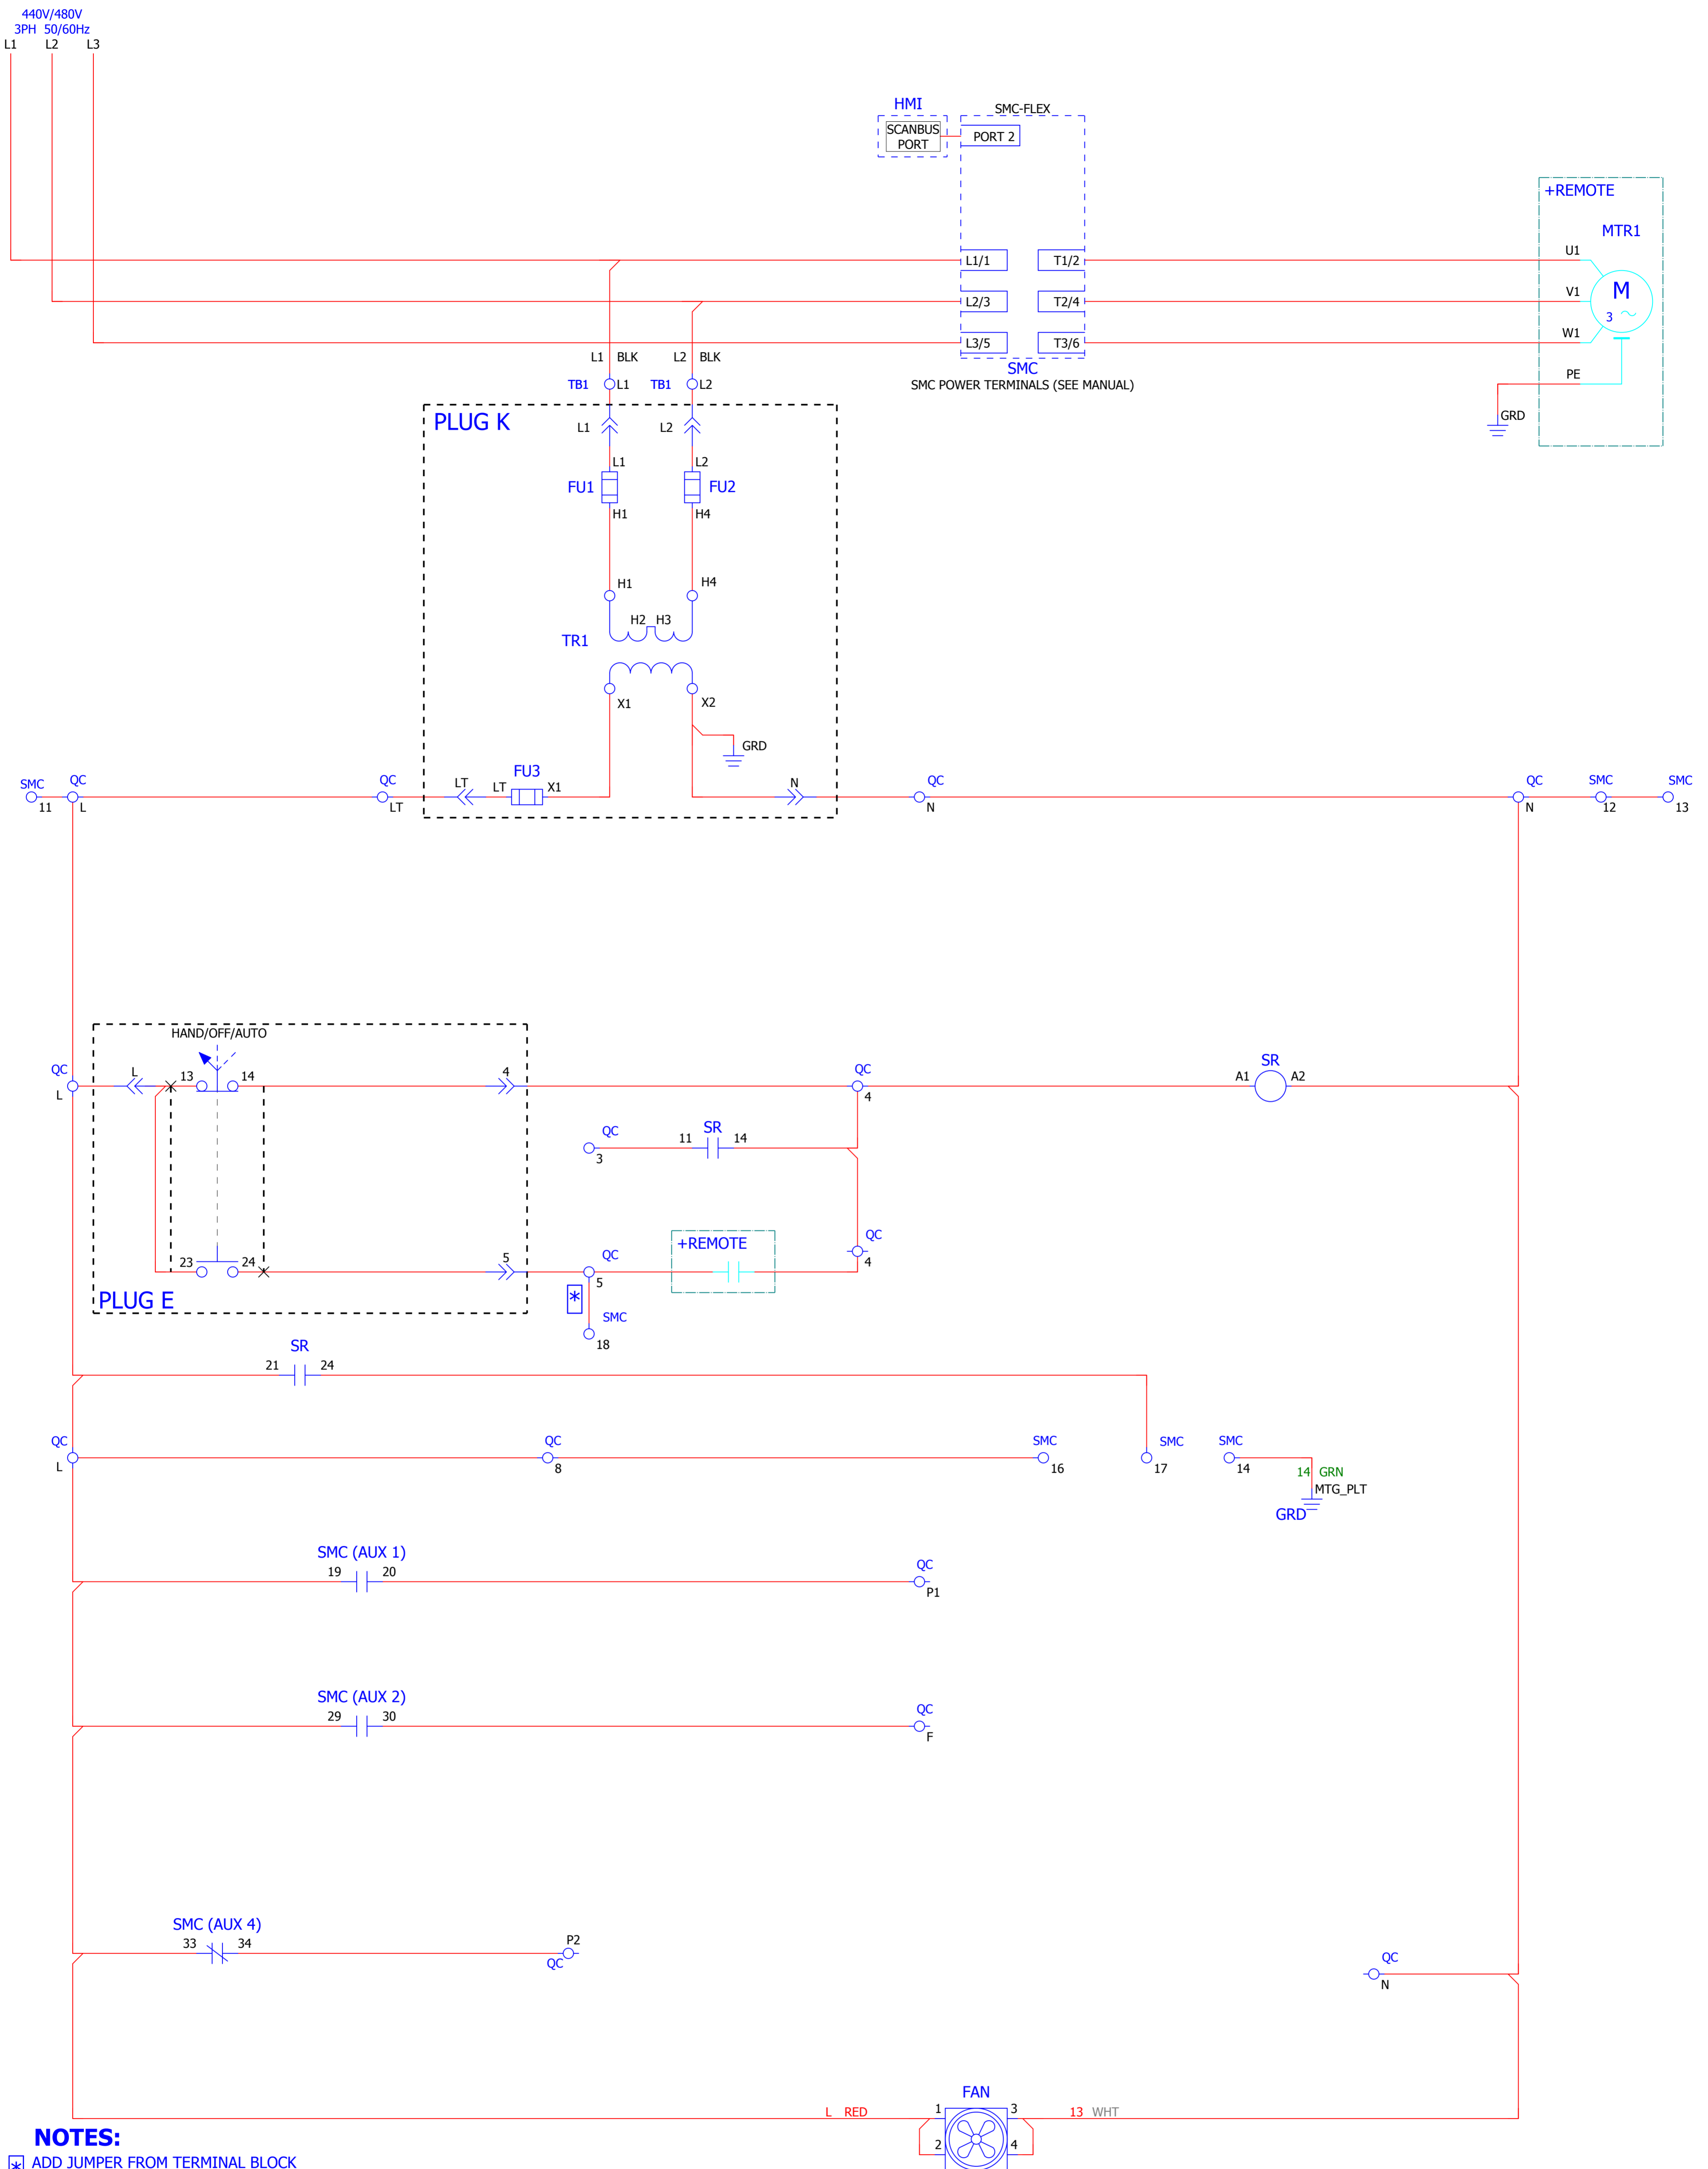 440V/480V
3PH 50/60Hz
L1 L2 L3
HMI
SCANBUS
PORT
SMC-FLEX
PORT 2
+REMOTE
MTR1
L1/1 T1/2 U1
L2/3 T2/4 V1
M
3
L3/5 T3/6 W1
SMC
SMC POWER TERMINALS (SEE MANUAL)
PE
GRD
L1 BLK L2 BLK
TB1 L1 TB1 L2
PLUG K
L1 L2
L1 L2
FU1 FU2
H1 H4
H1 H4
H2 H3
TR1
X1 X2
GRD
FU3
SMC QC QC LT LT X1 N QC QC SMC SMC
11 L LT N N 12 13
HAND/OFF/AUTO
QC L 13 14 4 QC SR
L 4 A1 A2
QC 11 SR 14
3
+REMOTE
QC
4
23 24 5 QC
5
PLUG E
*
SMC
18
SR
21 24
QC QC SMC SMC SMC
L 8 16 17 14
14 GRN
MTG_PLT
GRD
SMC (AUX 1)
19 20 QC
P1
SMC (AUX 2)
29 30 QC
F
SMC (AUX 4)
33 34 P2
QC
QC
N
FAN
L RED 1 3 13 WHT
2 4
NOTES:
* ADD JUMPER FROM TERMINAL BLOCK